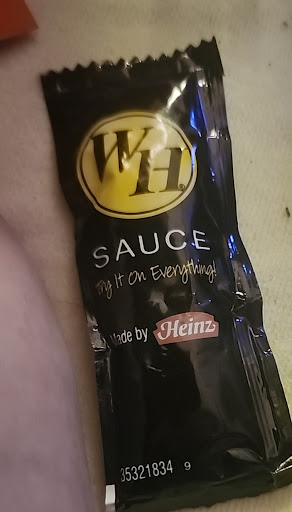 WH
SAUCE
Try It On Everything!
Made by Heinz
35321834 9